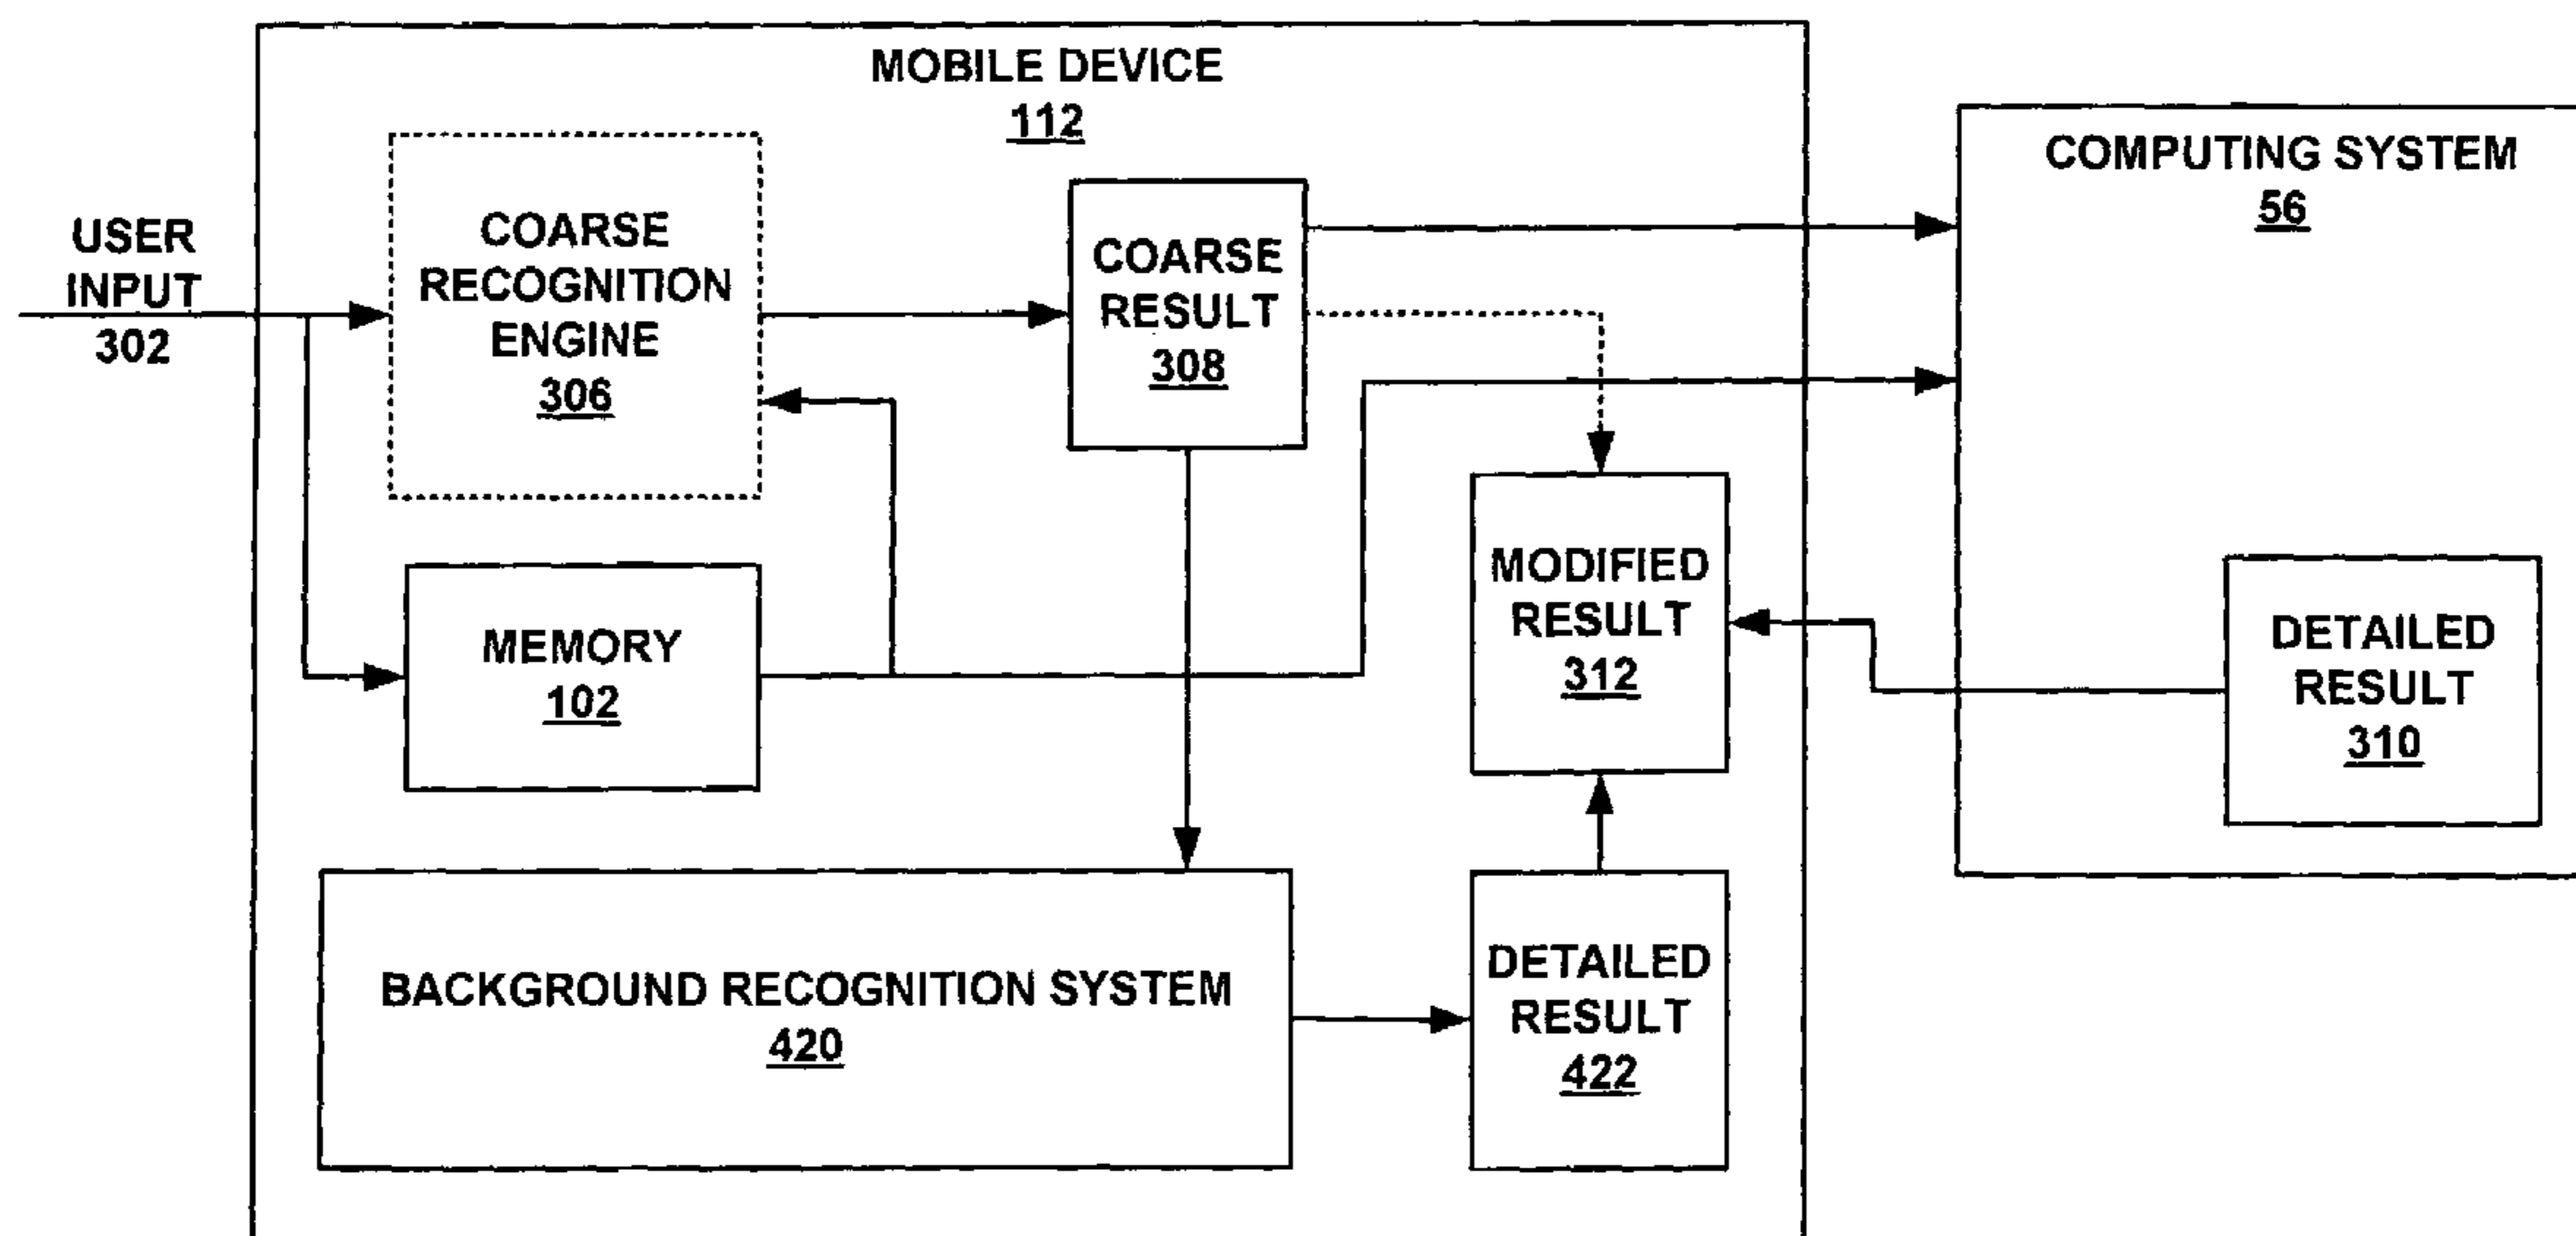 MOBILE DEVICE
112
COMPUTING SYSTEM
56
USER
INPUT
302
COARSE
RECOGNITION
ENGINE
306
COARSE
RESULT
308
MEMORY
102
MODIFIED
RESULT
312
DETAILED
RESULT
310
BACKGROUND RECOGNITION SYSTEM
420
DETAILED
RESULT
422